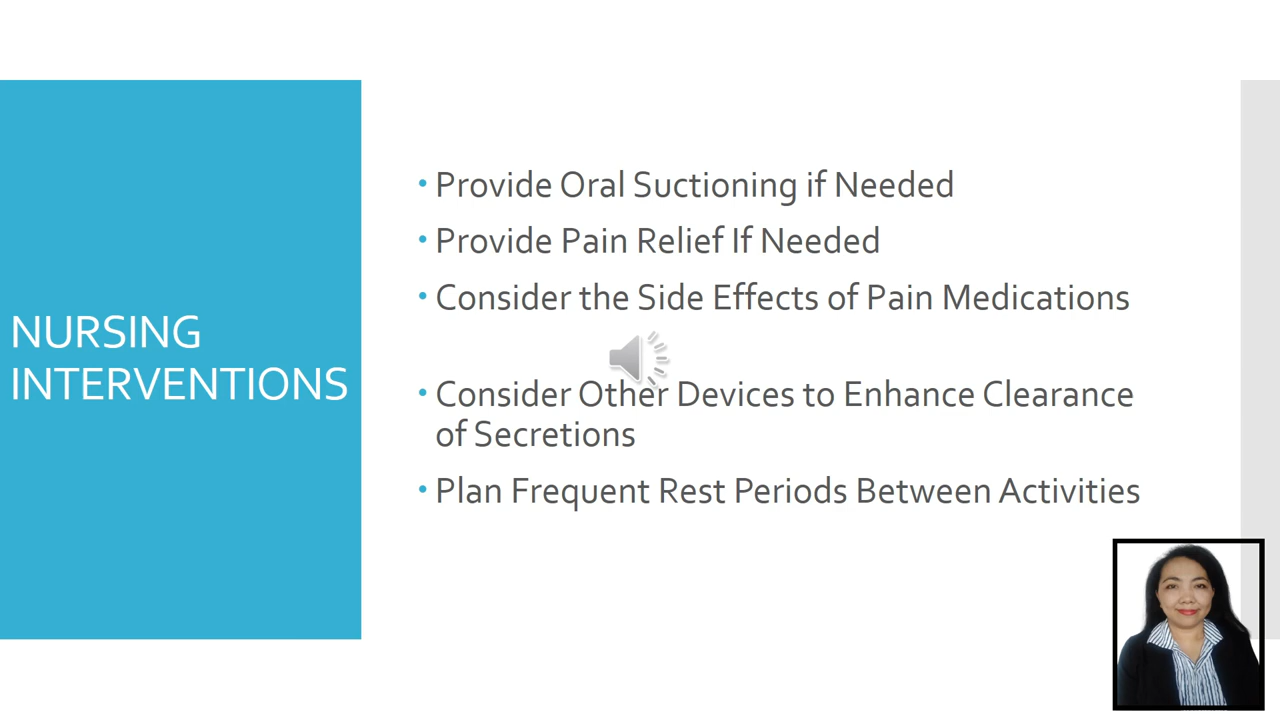 NURSING
INTERVENTIONS
• Provide Oral Suctioning if Needed
• Provide Pain Relief If Needed
• Consider the Side Effects of Pain Medications
• Consider Other Devices to Enhance Clearance
of Secretions
• Plan Frequent Rest Periods Between Activities